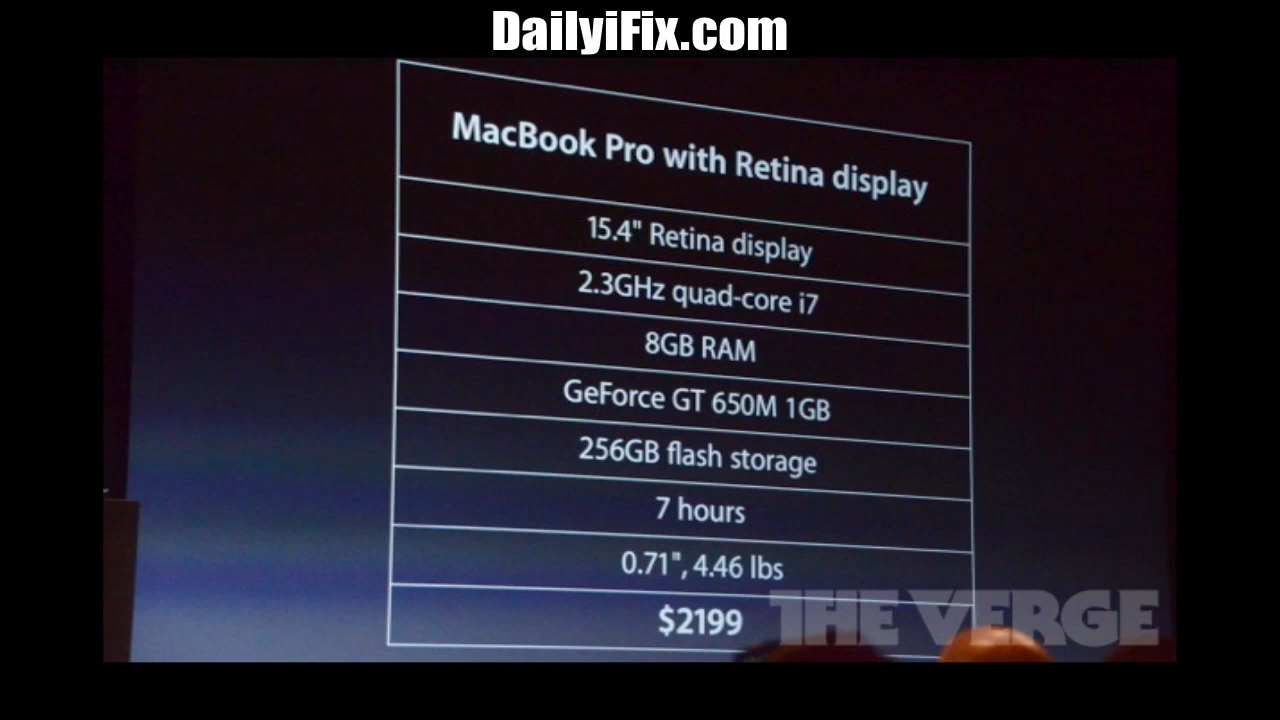 DailyiFix.com
MacBook Pro with Retina display
15.4" Retina display
2.3GHz quad-core i7
8GB RAM
GeForce GT 650M 1GB
256GB flash storage
7 hours
0.71", 4.46 lbs
$2199
THE VERGE